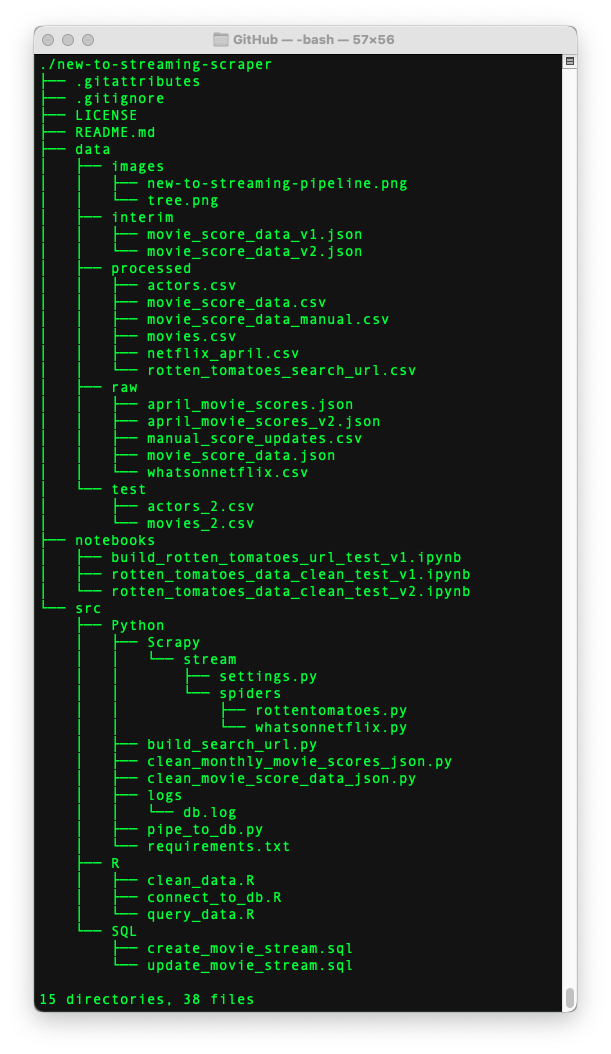 GitHub — -bash — 57×56
./new-to-streaming-scraper
├── .gitattributes
├── .gitignore
├── LICENSE
├── README.md
├── data
│   ├── images
│   │   ├── new-to-streaming-pipeline.png
│   │   └── tree.png
│   ├── interim
│   │   ├── movie_score_data_v1.json
│   │   └── movie_score_data_v2.json
│   ├── processed
│   │   ├── actors.csv
│   │   ├── movie_score_data.csv
│   │   ├── movie_score_data_manual.csv
│   │   ├── movies.csv
│   │   ├── netflix_april.csv
│   │   └── rotten_tomatoes_search_url.csv
│   ├── raw
│   │   ├── april_movie_scores.json
│   │   ├── april_movie_scores_v2.json
│   │   ├── manual_score_updates.csv
│   │   ├── movie_score_data.json
│   │   └── whatsonnetflix.csv
│   └── test
│       ├── actors_2.csv
│       └── movies_2.csv
├── notebooks
│   ├── build_rotten_tomatoes_url_test_v1.ipynb
│   ├── rotten_tomatoes_data_clean_test_v1.ipynb
│   └── rotten_tomatoes_data_clean_test_v2.ipynb
└── src
    ├── Python
    │   ├── Scrapy
    │   │   └── stream
    │   │       ├── settings.py
    │   │       └── spiders
    │   │           ├── rottentomatoes.py
    │   │           └── whatsonnetflix.py
    │   ├── build_search_url.py
    │   ├── clean_monthly_movie_scores_json.py
    │   ├── clean_movie_score_data_json.py
    │   ├── logs
    │   │   └── db.log
    │   ├── pipe_to_db.py
    │   └── requirements.txt
    ├── R
    │   ├── clean_data.R
    │   ├── connect_to_db.R
    │   └── query_data.R
    └── SQL
        ├── create_movie_stream.sql
        └── update_movie_stream.sql
15 directories, 38 files